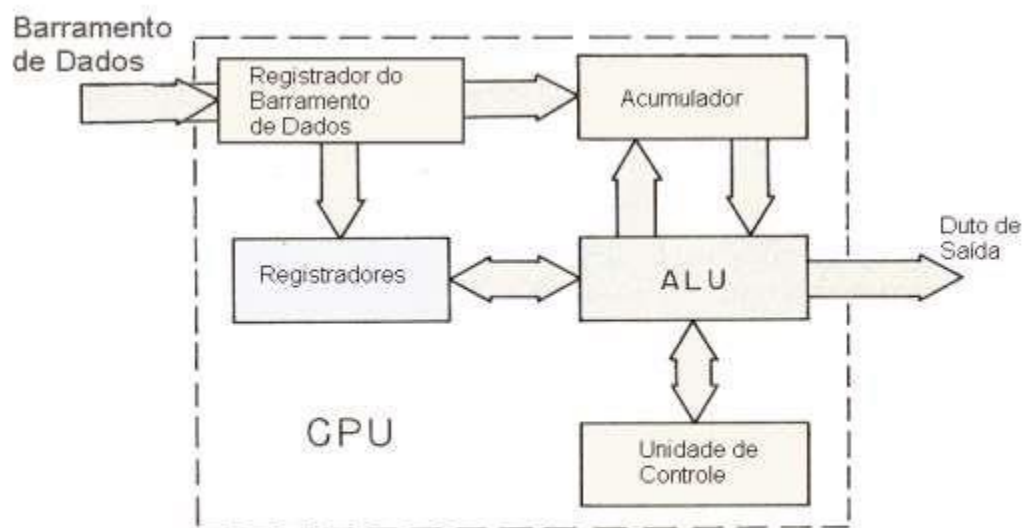 Barramento
de Dados
Registrador do
Barramento
de Dados
Acumulador
Registradores
ALU
Duto de
Saída
CPU
Unidade de
Controle